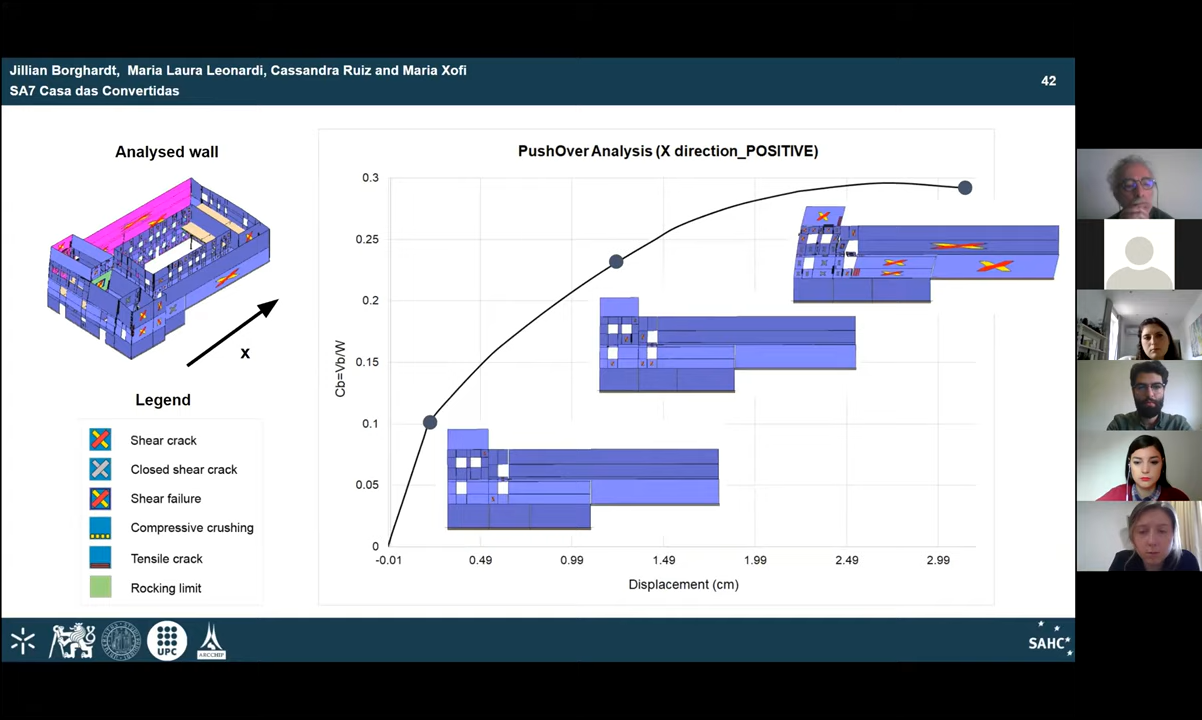 Jillian Borghardt,  Maria Laura Leonardi, Cassandra Ruiz and Maria Xofi
SA7 Casa das Convertidas
42
Analysed wall
x
Legend
Shear crack
Closed shear crack
Shear failure
Compressive crushing
Tensile crack
Rocking limit
PushOver Analysis (X direction_POSITIVE)
Cb=Vb/W
0.3
0.25
0.2
0.15
0.1
0.05
0
-0.01
0.49
0.99
1.49
1.99
2.49
2.99
Displacement (cm)
UPC
ARCCHIP
SAHC